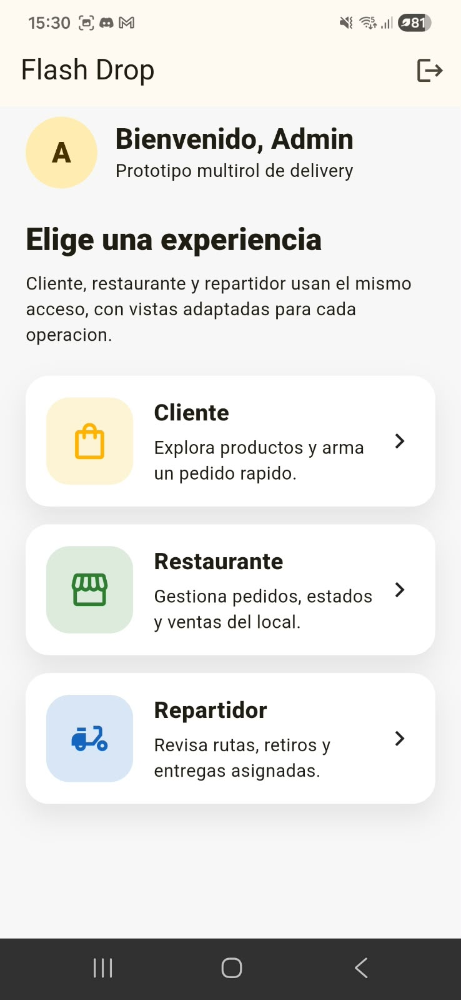 15:30
81
Flash Drop
A
Bienvenido, Admin
Prototipo multirol de delivery
Elige una experiencia
Cliente, restaurante y repartidor usan el mismo
acceso, con vistas adaptadas para cada
operacion.
Cliente
Explora productos y arma
un pedido rapido.
Restaurante
Gestiona pedidos, estados
y ventas del local.
Repartidor
Revisa rutas, retiros y
entregas asignadas.